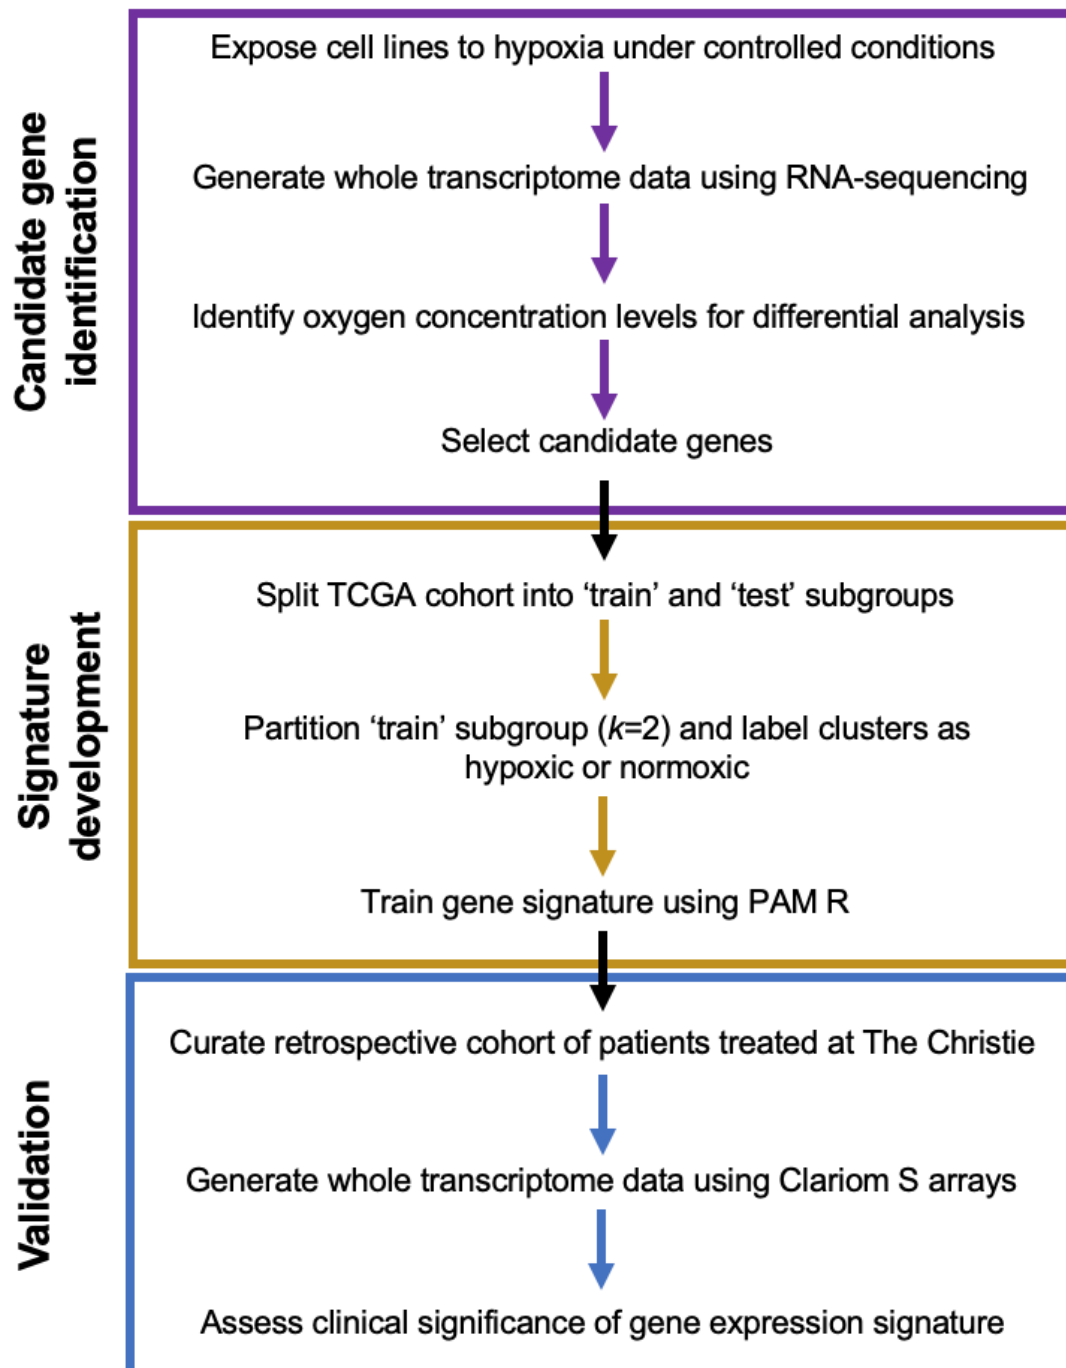 Candidate gene
identification
Expose cell lines to hypoxia under controlled conditions
Generate whole transcriptome data using RNA-sequencing
Identify oxygen concentration levels for differential analysis
Select candidate genes
Signature
development
Split TCGA cohort into ‘train’ and ‘test’ subgroups
Partition ‘train’ subgroup (k=2) and label clusters as
hypoxic or normoxic
Train gene signature using PAM R
Validation
Curate retrospective cohort of patients treated at The Christie
Generate whole transcriptome data using Clariom S arrays
Assess clinical significance of gene expression signature